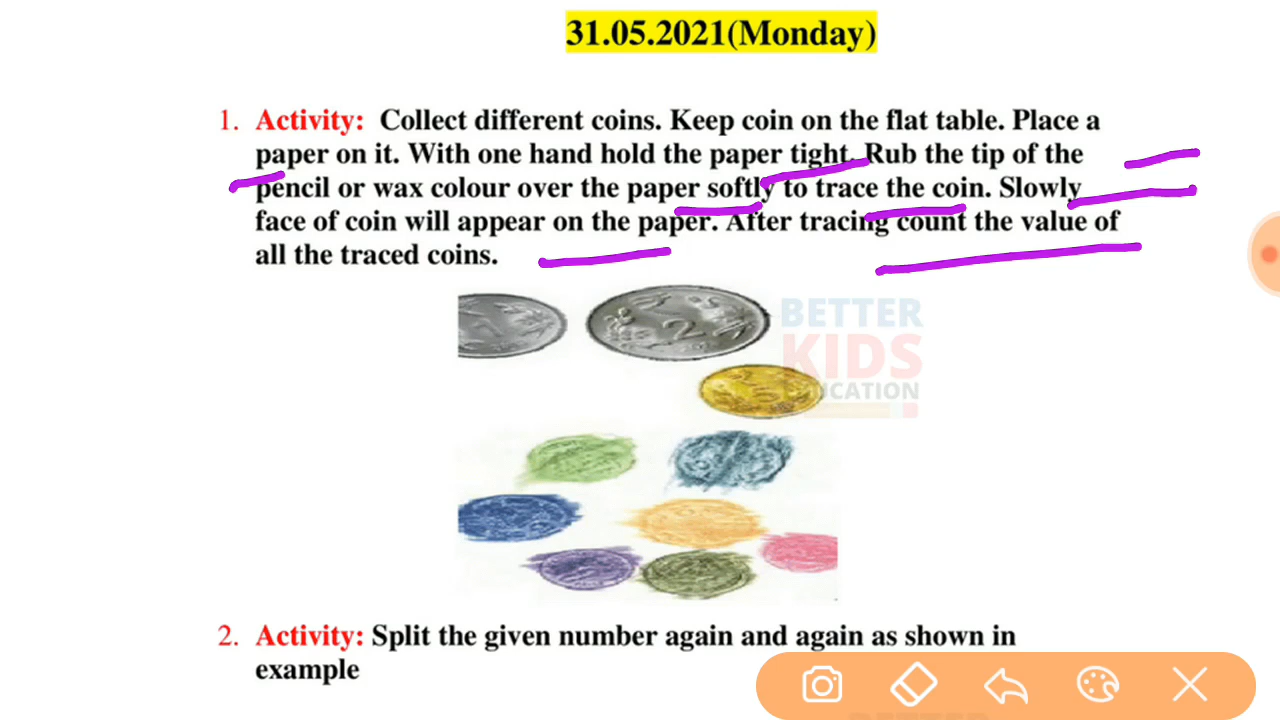 31.05.2021(Monday)
1. Activity: Collect different coins. Keep coin on the flat table. Place a
paper on it. With one hand hold the paper tight. Rub the tip of the
pencil or wax colour over the paper softly to trace the coin. Slowly
face of coin will appear on the paper. After tracing count the value of
all the traced coins.
2
5
BETTER
KIDS
UCATION
2. Activity: Split the given number again and again as shown in
example